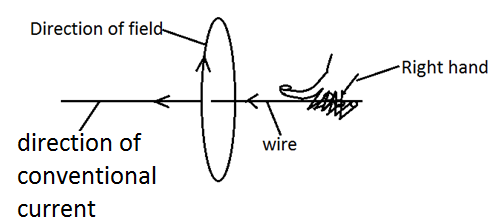 Direction of field
Right hand
wire
direction of
conventional
current